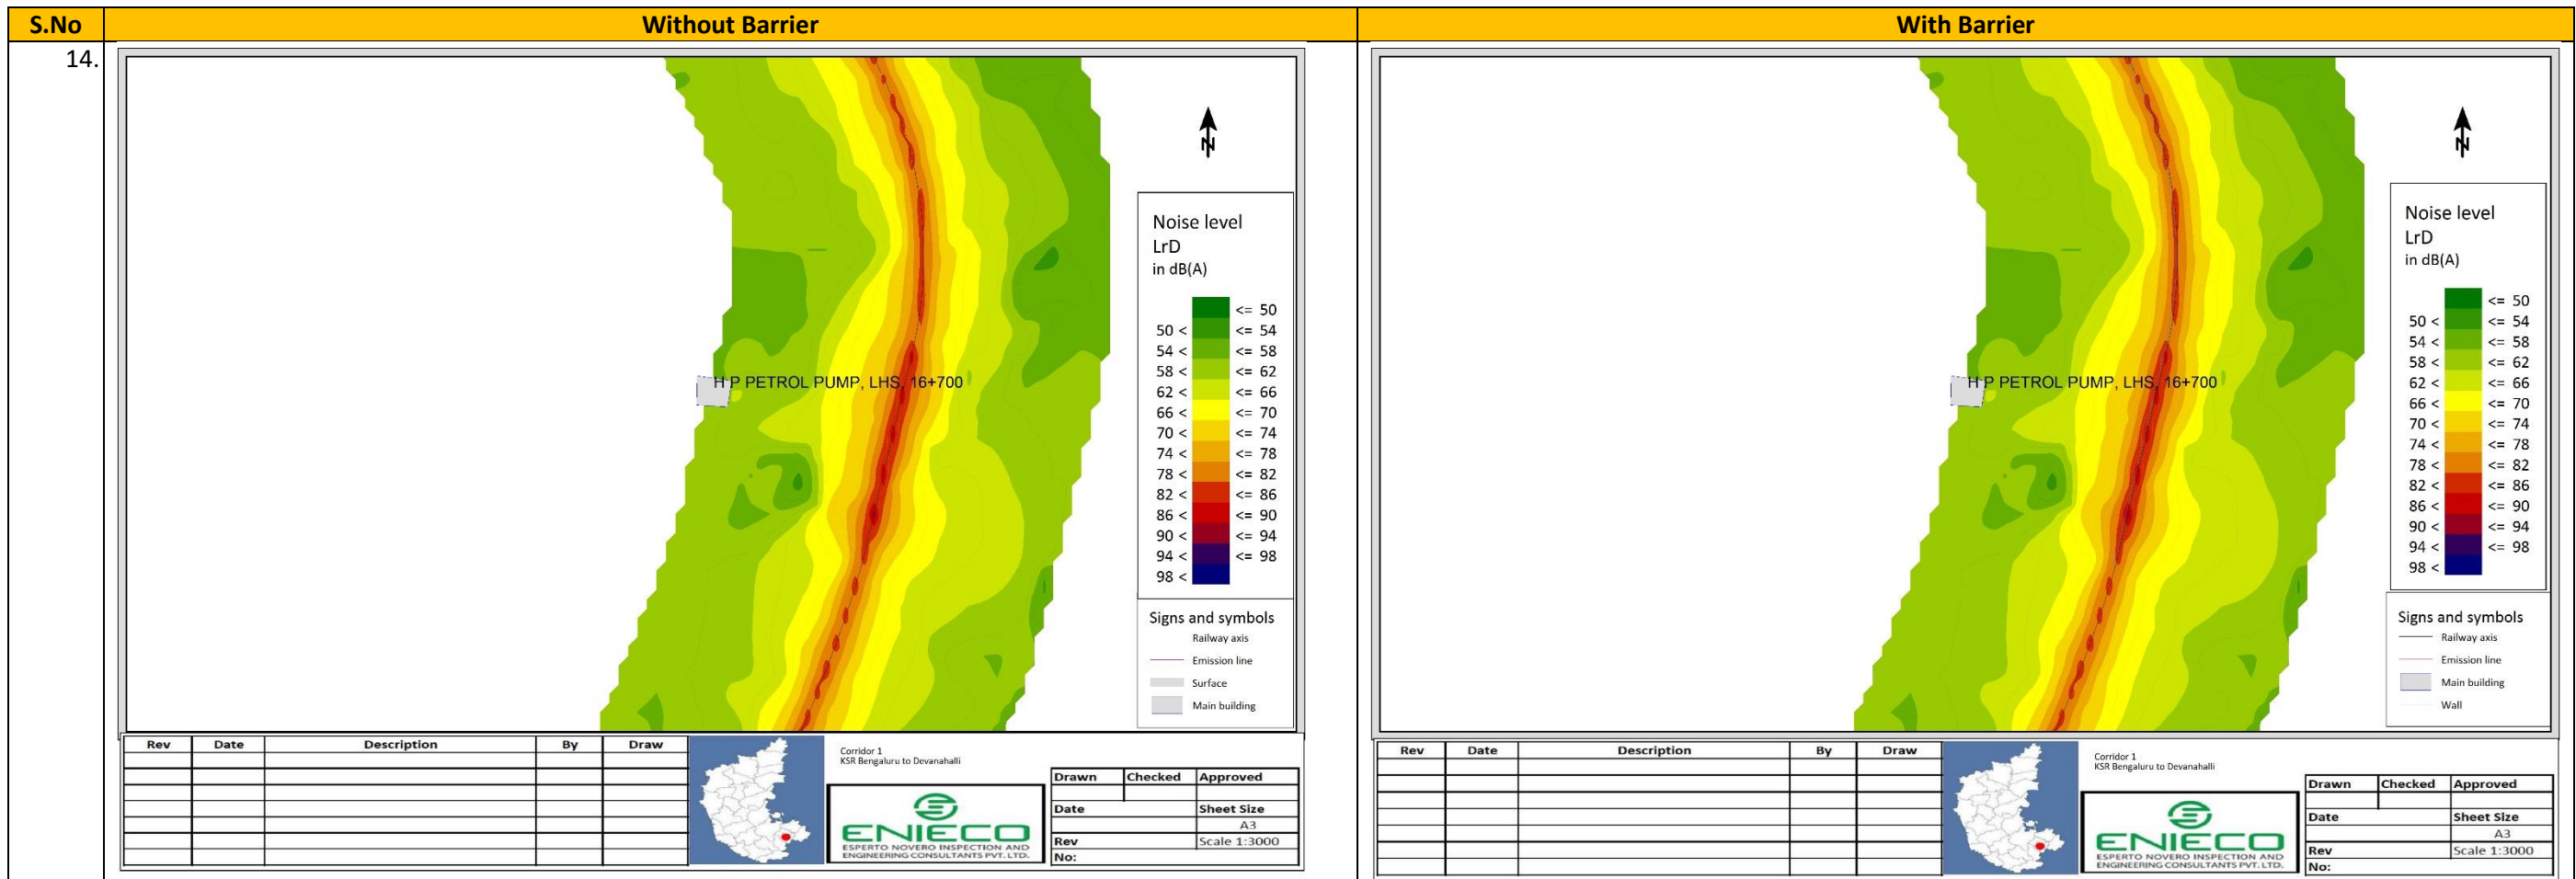 S.No Without Barrier With Barrier
14.
H P PETROL PUMP, LHS, 16+700
N
Noise level
LrD
in dB(A)
<= 50
50 < <= 54
54 < <= 58
58 < <= 62
62 < <= 66
66 < <= 70
70 < <= 74
74 < <= 78
78 < <= 82
82 < <= 86
86 < <= 90
90 < <= 94
94 < <= 98
98 <
Signs and symbols
Railway axis
Emission line
Surface
Main building
Rev Date Description By Draw
Corridor 1
KSR Bengaluru to Devanahalli
ENIECO
ESPERTO NOVERO INSPECTION AND
ENGINEERING CONSULTANTS PVT. LTD.
Drawn Checked Approved
Date Sheet Size
A3
Rev Scale 1:3000
No:
H P PETROL PUMP, LHS, 16+700
N
Noise level
LrD
in dB(A)
<= 50
50 < <= 54
54 < <= 58
58 < <= 62
62 < <= 66
66 < <= 70
70 < <= 74
74 < <= 78
78 < <= 82
82 < <= 86
86 < <= 90
90 < <= 94
94 < <= 98
98 <
Signs and symbols
Railway axis
Emission line
Main building
Wall
Rev Date Description By Draw
Corridor 1
KSR Bengaluru to Devanahalli
ENIECO
ESPERTO NOVERO INSPECTION AND
ENGINEERING CONSULTANTS PVT. LTD.
Drawn Checked Approved
Date Sheet Size
A3
Rev Scale 1:3000
No: